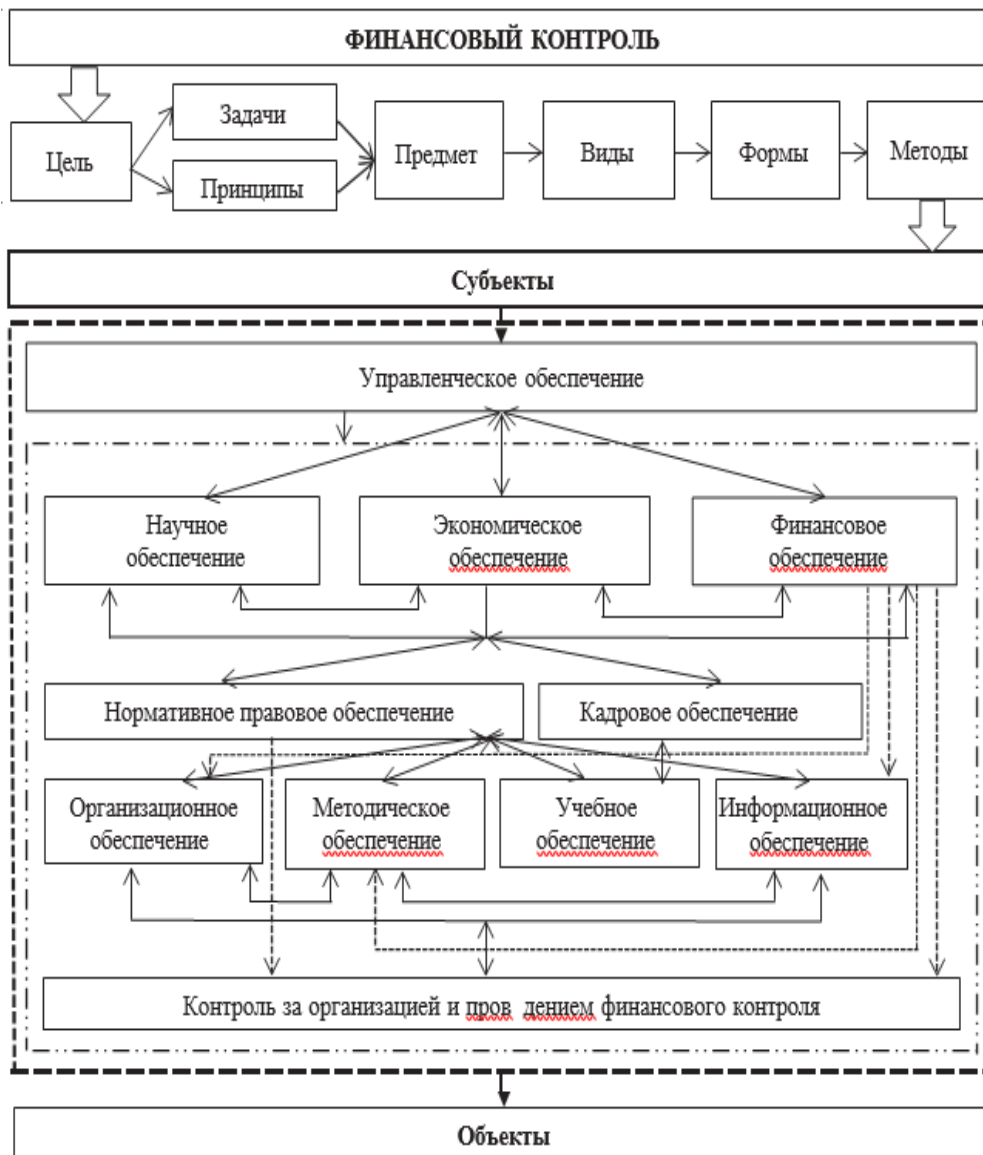 ФИНАНСОВЫЙ КОНТРОЛЬ
Цель
Задачи
Принципы
Предмет
Виды
Формы
Методы
Субъекты
Управленческое обеспечение
Научное
обеспечение
Экономическое
обеспечение
Финансовое
обеспечение
Нормативное правовое обеспечение
Кадровое обеспечение
Организационное
обеспечение
Методическое
обеспечение
Учебное
обеспечение
Информационное
обеспечение
Контроль за организацией и пров дением финансового контроля
Объекты